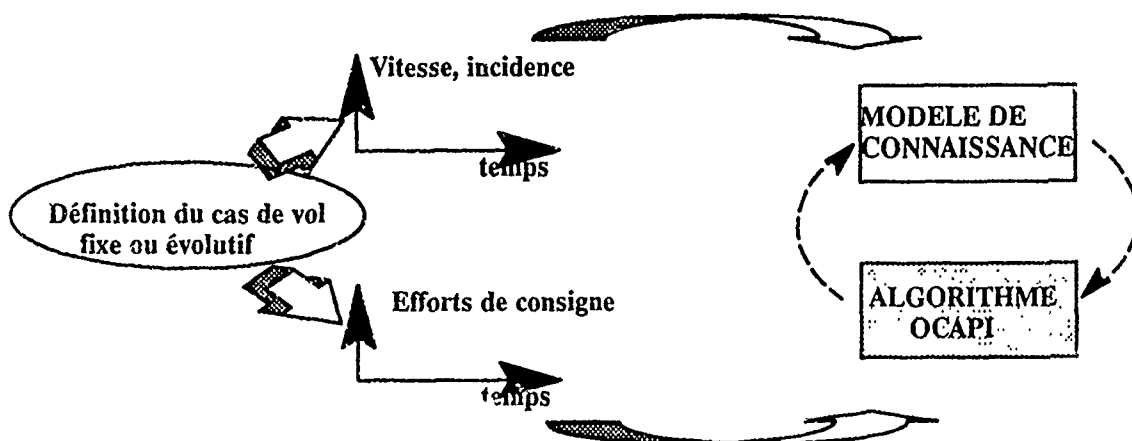 Vitesse, incidence
temps
MODELE DE
CONNAISSANCE
Définition du cas de vol
fixe ou évolutif
Efforts de consigne
temps
ALGORITHME
OCAPI